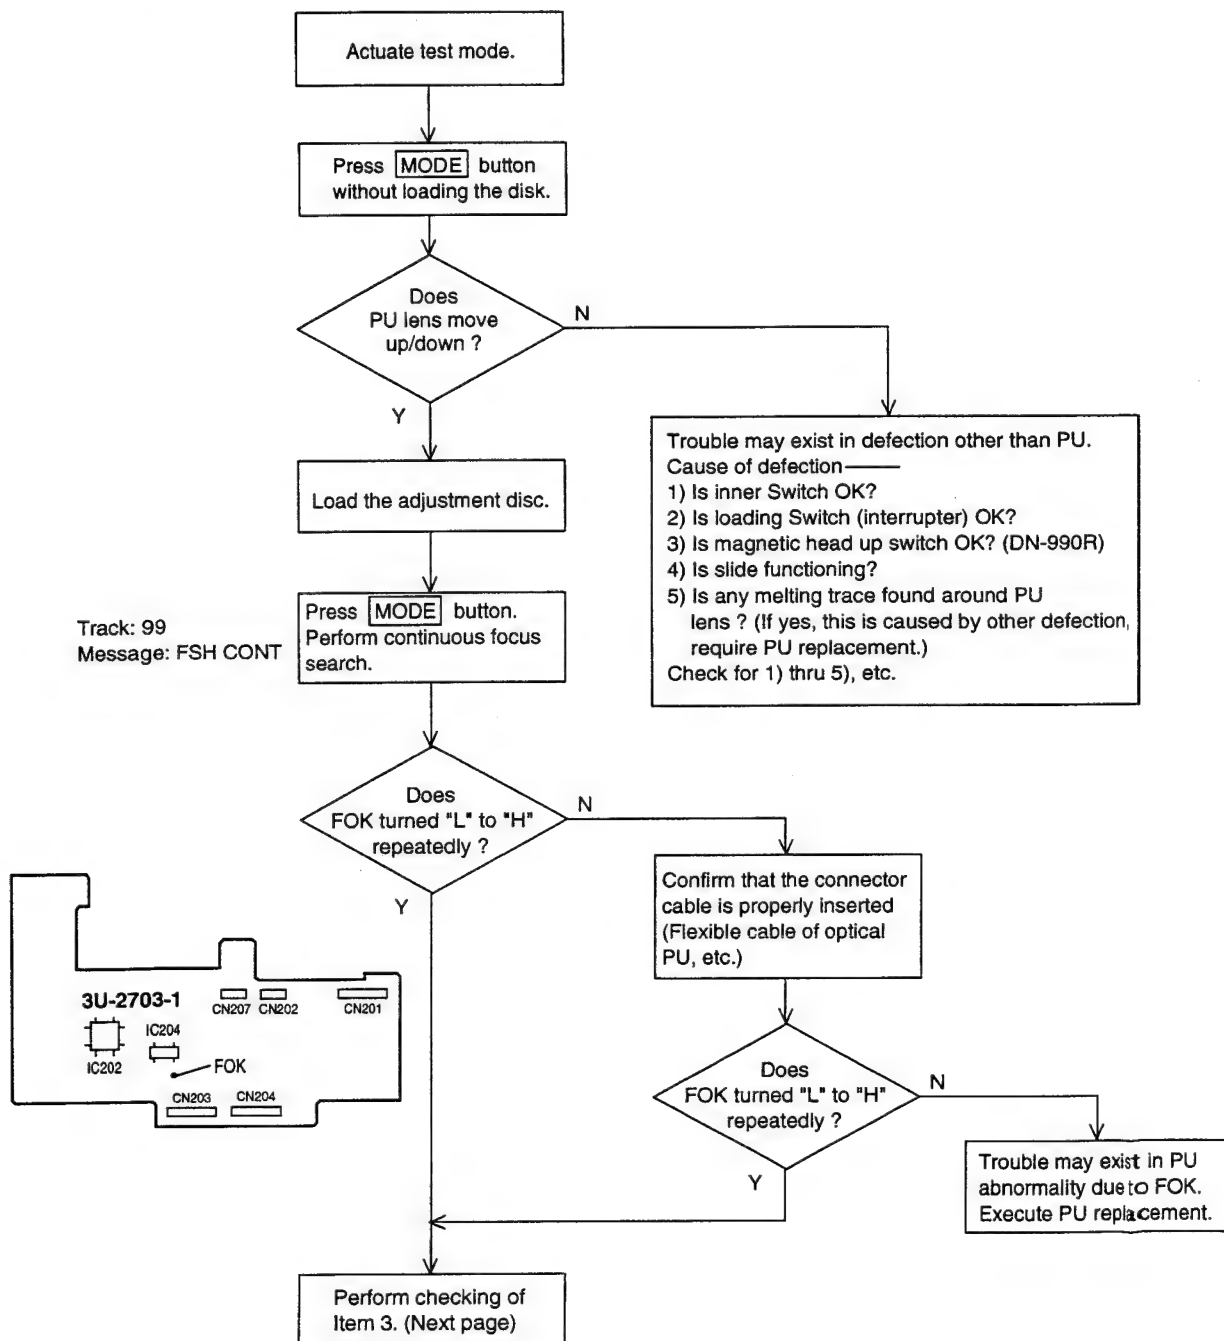 Actuate test mode.
Press MODE button
without loading the disk.
Does
PU lens move
up/down ?
N
Y
Trouble may exist in defection other than PU.
Cause of defection——
1) Is inner Switch OK?
2) Is loading Switch (interrupter) OK?
3) Is magnetic head up switch OK? (DN-990R)
4) Is slide functioning?
5) Is any melting trace found around PU
lens ? (If yes, this is caused by other defection,
require PU replacement.)
Check for 1) thru 5), etc.
Load the adjustment disc.
Track: 99
Message: FSH CONT
Press MODE button.
Perform continuous focus
search.
Does
FOK turned "L" to "H"
repeatedly ?
N
Y
Confirm that the connector
cable is properly inserted
(Flexible cable of optical
PU, etc.)
3U-2703-1
CN207
CN202
CN201
IC204
IC202
FOK
CN203
CN204
Does
FOK turned "L" to "H"
repeatedly ?
N
Y
Trouble may exist in PU
abnormality due to FOK.
Execute PU replacement.
Perform checking of
Item 3. (Next page)